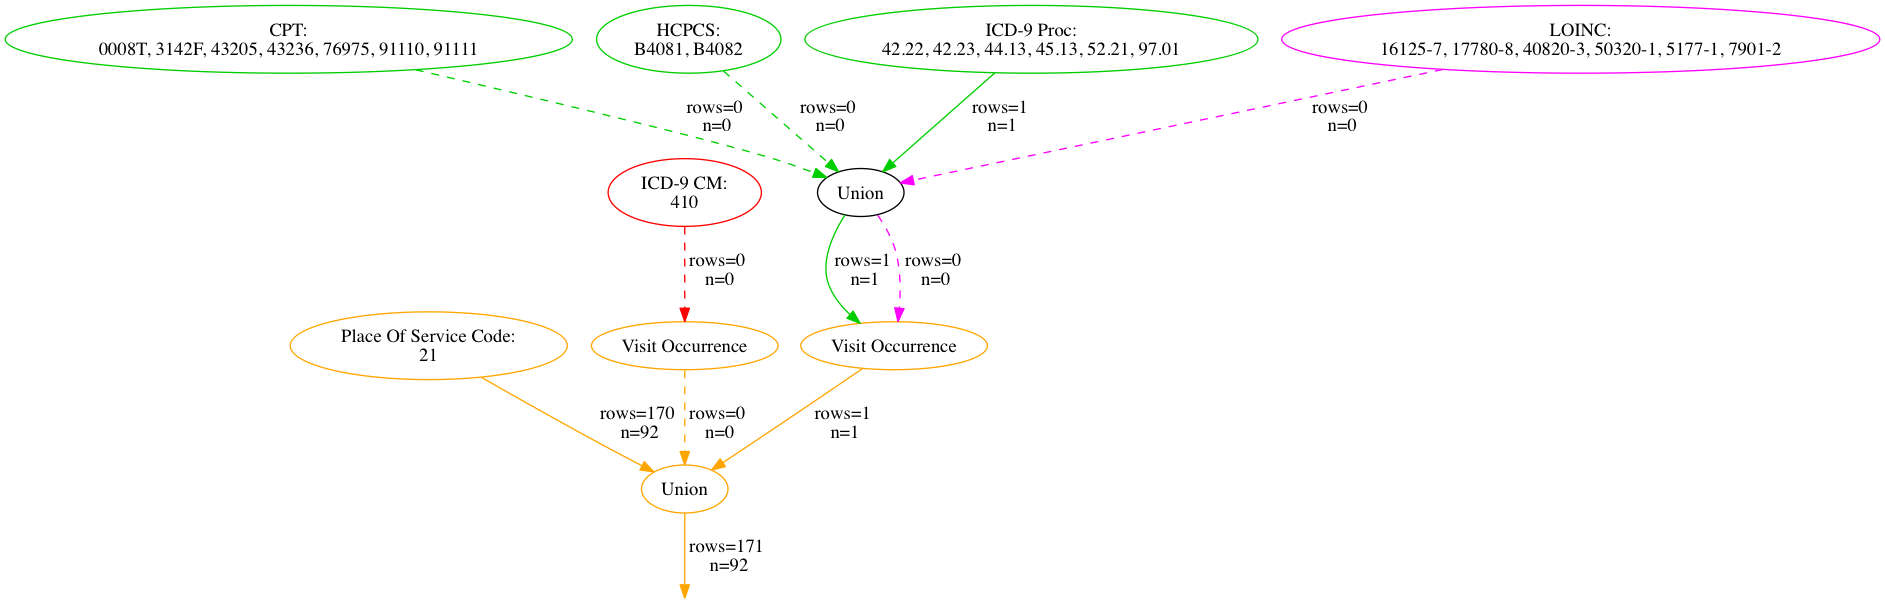 CPT:
0008T, 3142F, 43205, 43236, 76975, 91110, 91111
HCPCS:
B4081, B4082
ICD-9 Proc:
42.22, 42.23, 44.13, 45.13, 52.21, 97.01
LOINC:
16125-7, 17780-8, 40820-3, 50320-1, 5177-1, 7901-2
rows=0
n=0
rows=0
n=0
rows=1
n=1
rows=0
n=0
ICD-9 CM:
410
Union
rows=0
n=0
rows=1
n=1
rows=0
n=0
Place Of Service Code:
21
Visit Occurrence
Visit Occurrence
rows=170
n=92
rows=0
n=0
rows=1
n=1
Union
rows=171
n=92